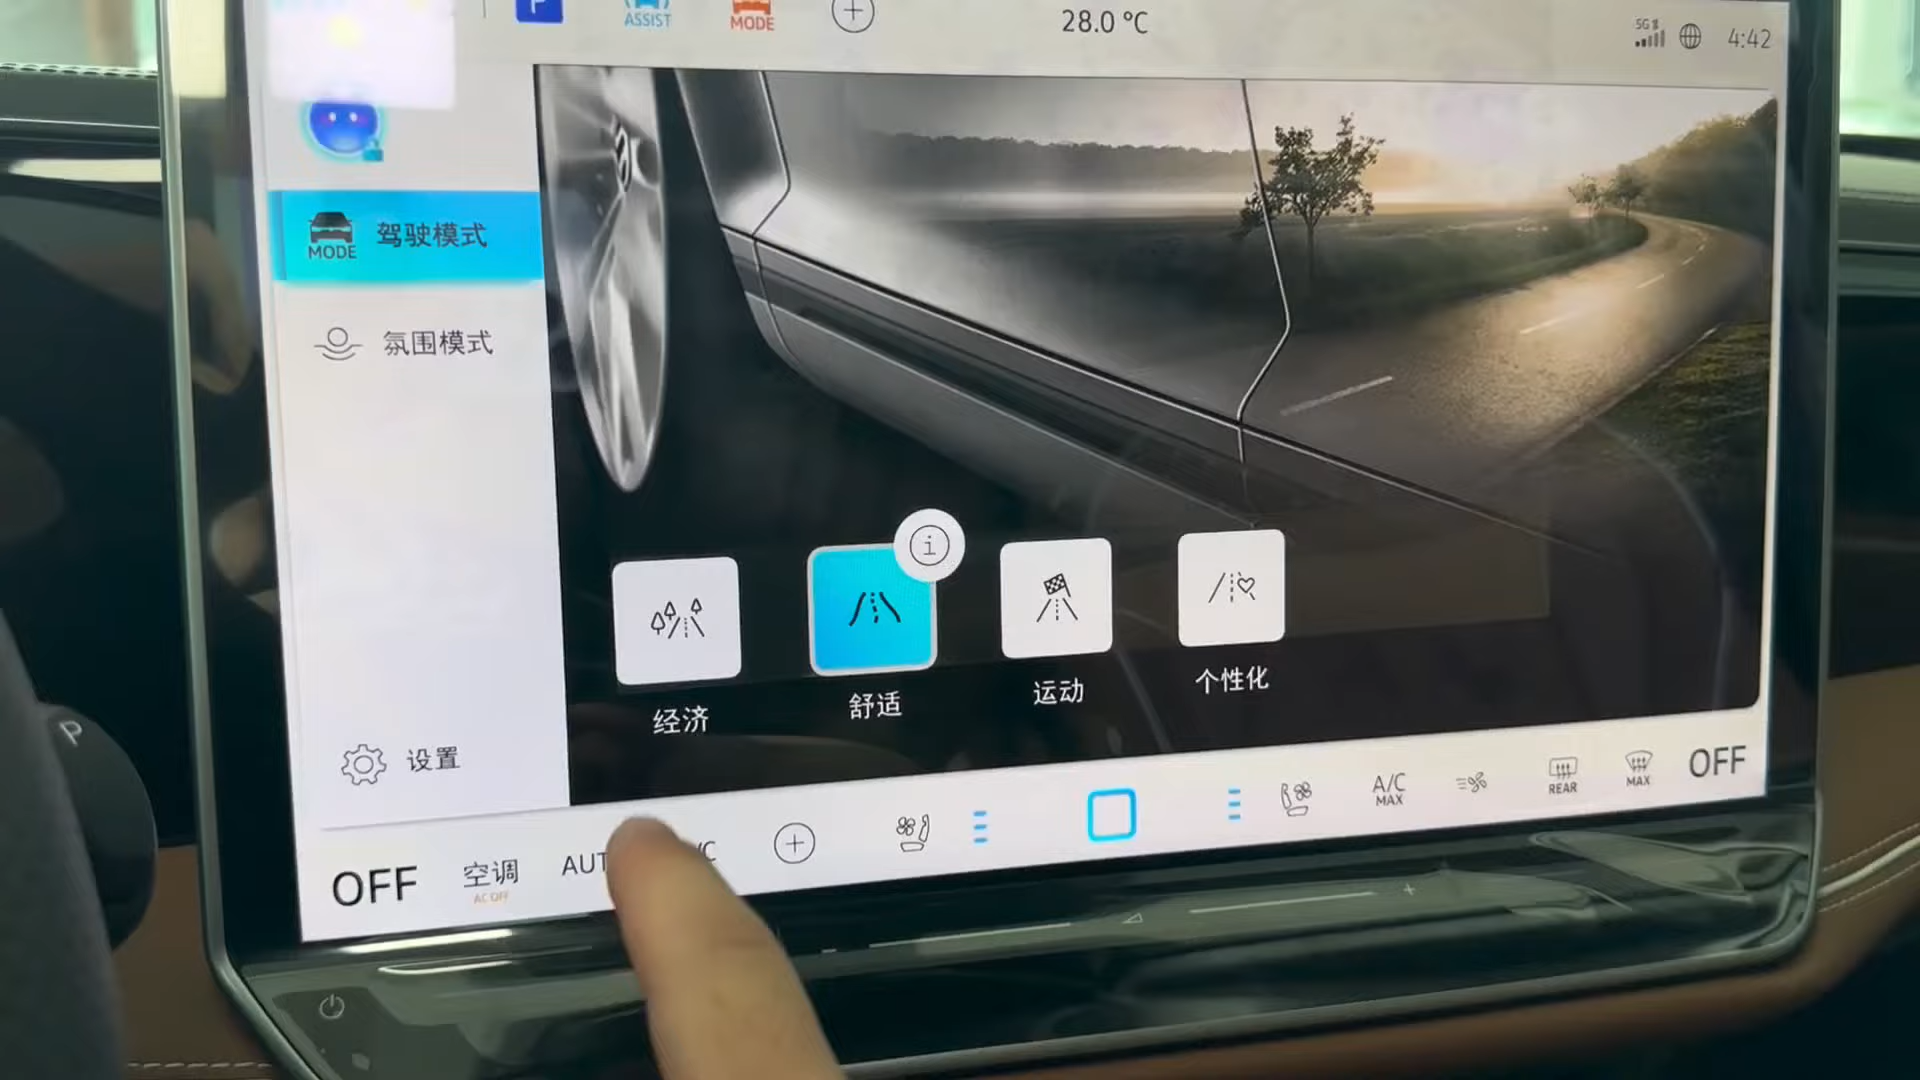 ASSIST
MODE
28.0 °C
5G
4:42
MODE
驾驶模式
氛围模式
设置
经济
舒适
i
运动
个性化
OFF
空调
AC OFF
A/C
MAX
REAR
MAX
OFF
P